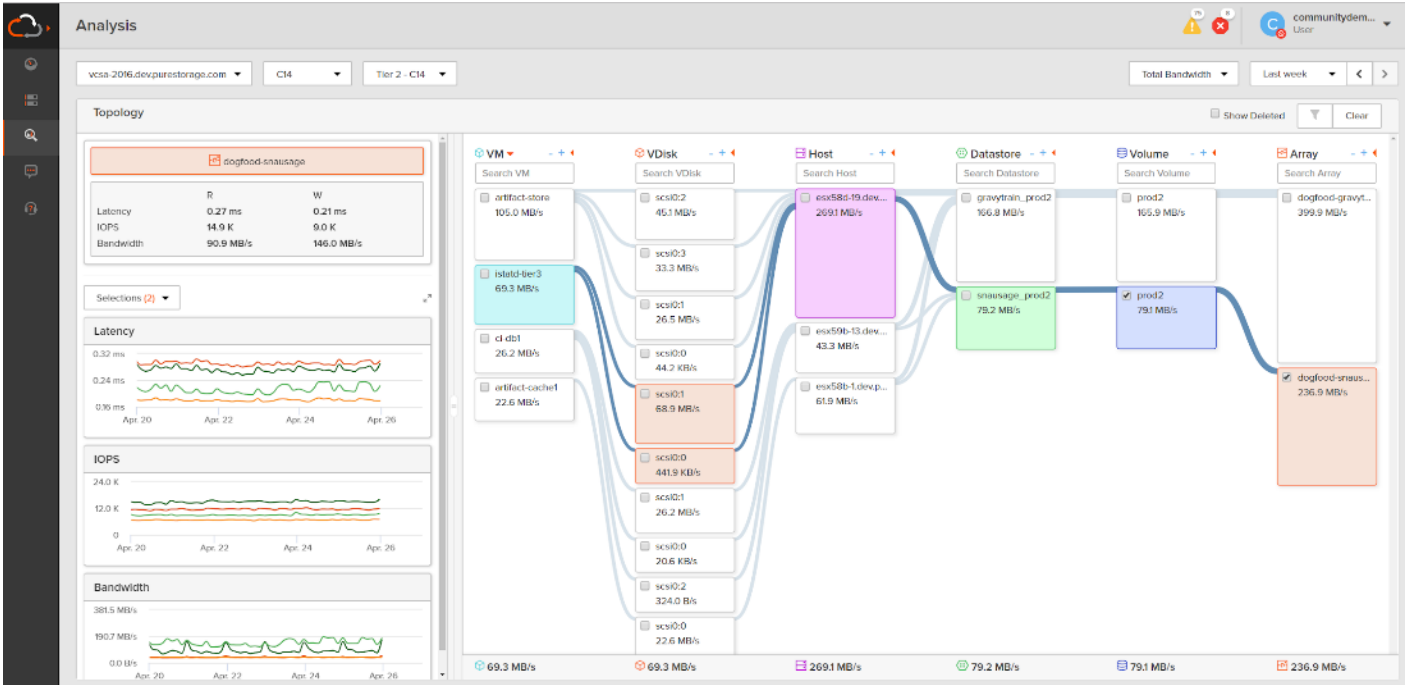 Analysis
79
communitydem...
User
vcsa-2016.dev.purestorage.com
C14
Tier 2 - C14
Total Bandwidth
Last week
Topology
Show Deleted
Clear
dogfood-snausage
R W
Latency 0.27 ms 0.21 ms
IOPS 14.9 K 9.0 K
Bandwidth 90.9 MB/s 146.0 MB/s
Selections (2)
Latency
0.32 ms
0.24 ms
0.16 ms
Apr. 20 Apr. 22 Apr. 24 Apr. 26
IOPS
24.0 K
12.0 K
0
Apr. 20 Apr. 22 Apr. 24 Apr. 26
Bandwidth
381.5 MB/s
190.7 MB/s
0.0 B/s
Apr. 20 Apr. 22 Apr. 24 Apr. 26
VM
Search VM
artifact-store
105.0 MB/s
istatd-tier3
69.3 MB/s
ci-db1
26.2 MB/s
artifact-cache1
22.6 MB/s
69.3 MB/s
VDisk
Search VDisk
scsi0:2
45.1 MB/s
scsi0:3
33.3 MB/s
scsi0:1
26.5 MB/s
scsi0:0
44.2 KB/s
scsi0:1
68.9 MB/s
scsi0:0
441.9 KB/s
scsi0:1
26.2 MB/s
scsi0:0
20.6 KB/s
scsi0:2
324.0 B/s
scsi0:0
22.6 MB/s
69.3 MB/s
Host
Search Host
esx58d-19.dev....
269.1 MB/s
esx59b-13.dev....
43.3 MB/s
esx58b-1.dev.p...
61.9 MB/s
269.1 MB/s
Datastore
Search Datastore
gravytrain_prod2
166.8 MB/s
snausage_prod2
79.2 MB/s
79.2 MB/s
Volume
Search Volume
prod2
165.9 MB/s
prod2
79.1 MB/s
79.1 MB/s
Array
Search Array
dogfood-gravyt...
399.9 MB/s
dogfood-snaus...
236.9 MB/s
236.9 MB/s